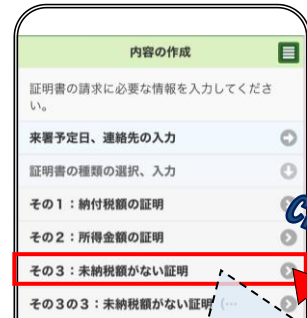 内容の作成
証明書の請求に必要な情報を入力してくださ
い。
来署予定日、連絡先の入力
証明書の種類の選択、入力
その1：納付税額の証明
その2：所得金額の証明
その3：未納税額がない証明
その3の3：未納税額がない証明（…